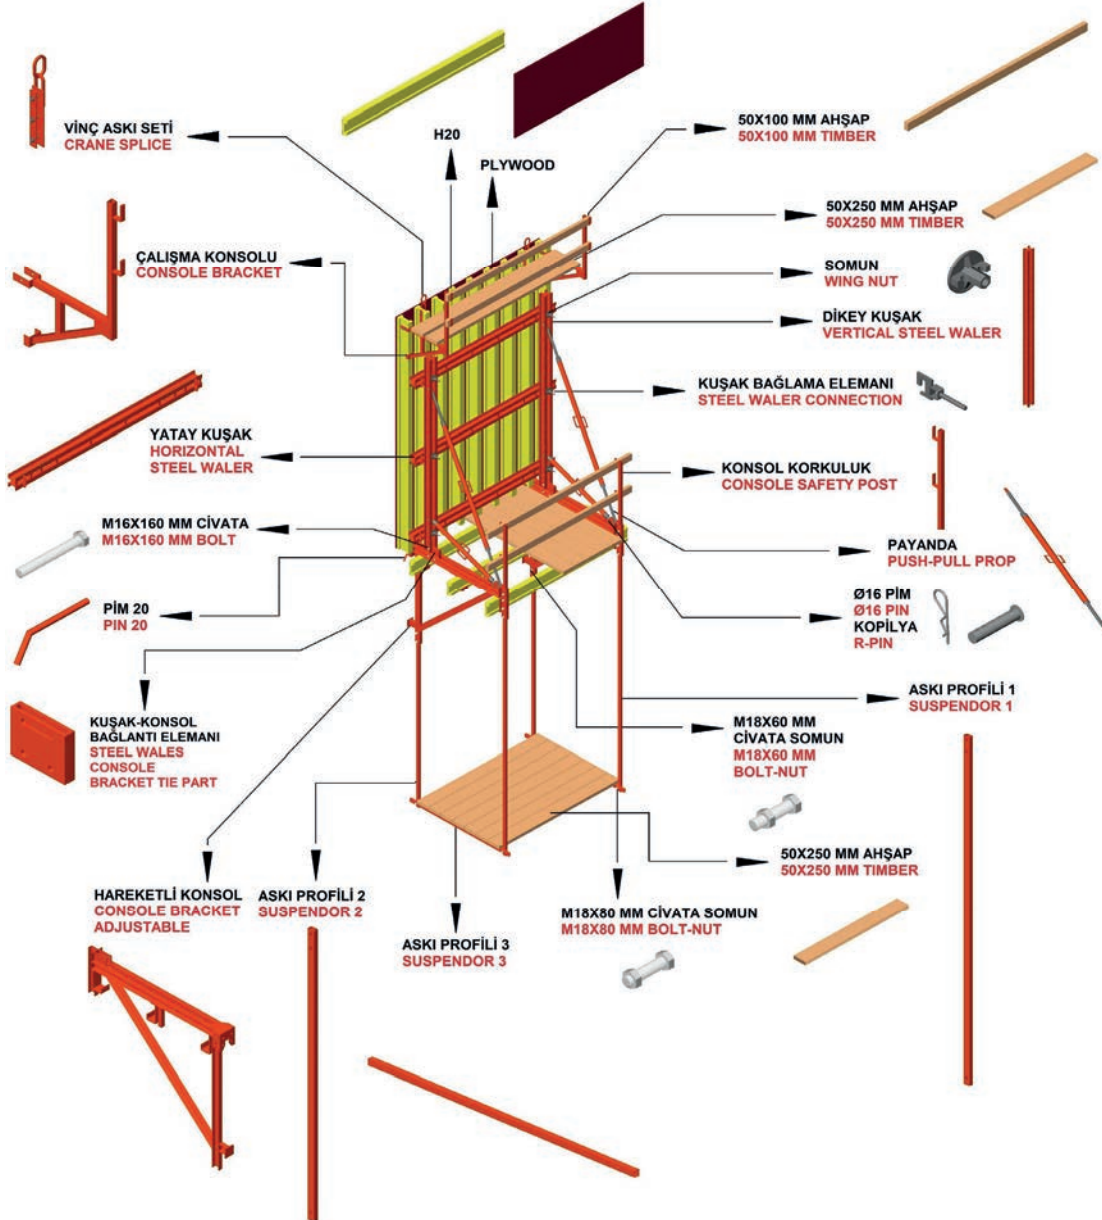 VİNÇ ASKI SETİ
CRANE SPLICE
H20
PLYWOOD
50X100 MM AHŞAP
50X100 MM TIMBER
50X250 MM AHŞAP
50X250 MM TIMBER
ÇALIŞMA KONSOLU
CONSOLE BRACKET
SOMUN
WING NUT
DİKEY KUŞAK
VERTICAL STEEL WALER
KUŞAK BAĞLAMA ELEMANI
STEEL WALER CONNECTION
YATAY KUŞAK
HORIZONTAL
STEEL WALER
KONSOL KORKULUK
CONSOLE SAFETY POST
M16X160 MM CİVATA
M16X160 MM BOLT
PAYANDA
PUSH-PULL PROP
PİM 20
PIN 20
Ø16 PİM
Ø16 PIN
KOPİLYA
R-PIN
KUŞAK-KONSOL
BAĞLANTI ELEMANI
STEEL WALES
CONSOLE
BRACKET TIE PART
ASKI PROFİLİ 1
SUSPENDOR 1
M18X60 MM
CİVATA SOMUN
M18X60 MM
BOLT-NUT
50X250 MM AHŞAP
50X250 MM TIMBER
HAREKETLİ KONSOL
CONSOLE BRACKET
ADJUSTABLE
ASKI PROFİLİ 2
SUSPENDOR 2
ASKI PROFİLİ 3
SUSPENDOR 3
M18X80 MM CİVATA SOMUN
M18X80 MM BOLT-NUT